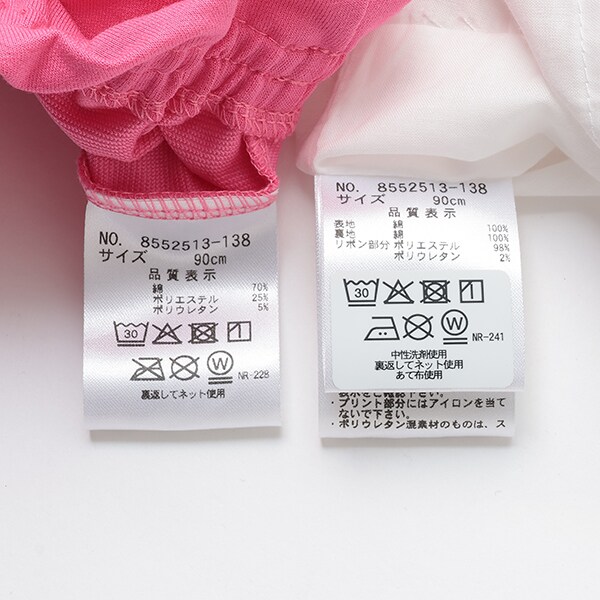 NO. 8552513-138
サイズ 90cm
品質表示
綿 70%
ポリエステル 25%
ポリウレタン 5%
30
W
NR-228
裏返してネット使用
NO. 8552513-138
サイズ 90cm
品質表示
表地 綿 100%
裏地 綿 100%
リボン部分 ポリエステル 98%
ポリウレタン 2%
30
W
NR-241
中性洗剤使用
裏返してネット使用
あて布使用
・プリント部分にはアイロンを当て
ないで下さい。
・ポリウレタン混素材のものは、ス